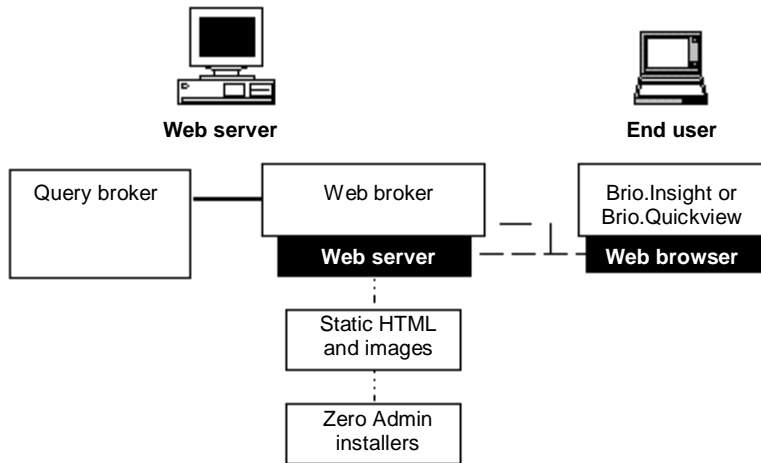 Web server
End user
Query broker
Web broker
Brio.Insight or
Brio.Quickview
Web server
Web browser
Static HTML
and images
Zero Admin
installers